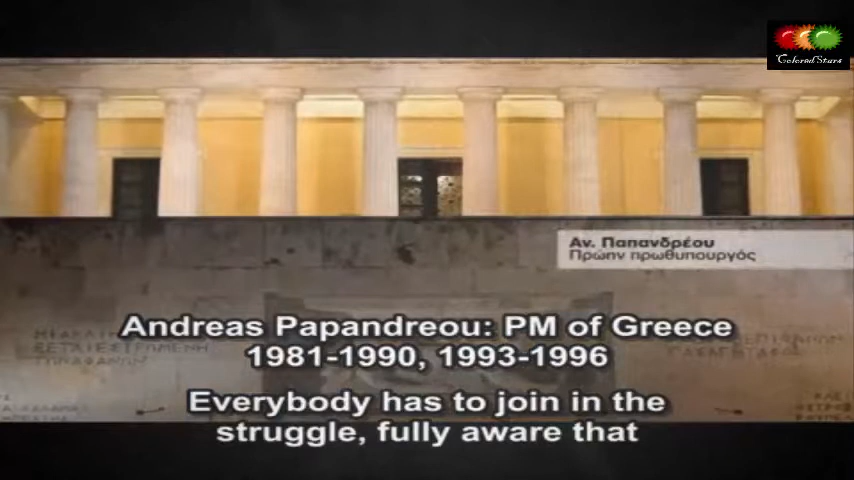 ColoredStars
Αν. Παπανδρέου
Πρώην πρωθυπουργός
Andreas Papandreou: PM of Greece
1981-1990, 1993-1996
Everybody has to join in the
struggle, fully aware that